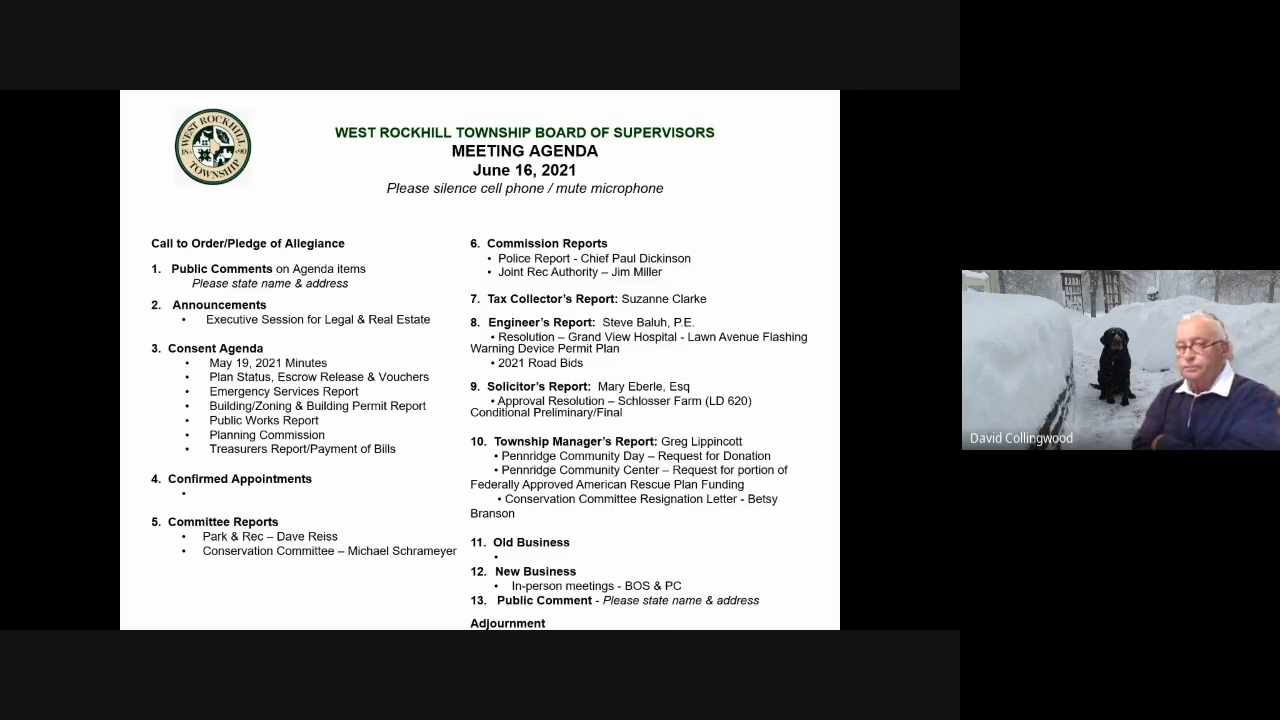 WEST ROCKHILL
18 90
TOWNSHIP
WEST ROCKHILL TOWNSHIP BOARD OF SUPERVISORS
MEETING AGENDA
June 16, 2021
Please silence cell phone / mute microphone
Call to Order/Pledge of Allegiance
1. Public Comments on Agenda items
Please state name & address
2. Announcements
• Executive Session for Legal & Real Estate
3. Consent Agenda
• May 19, 2021 Minutes
• Plan Status, Escrow Release & Vouchers
• Emergency Services Report
• Building/Zoning & Building Permit Report
• Public Works Report
• Planning Commission
• Treasurers Report/Payment of Bills
4. Confirmed Appointments
•
5. Committee Reports
• Park & Rec – Dave Reiss
• Conservation Committee – Michael Schrameyer
6. Commission Reports
• Police Report - Chief Paul Dickinson
• Joint Rec Authority – Jim Miller
7. Tax Collector's Report: Suzanne Clarke
8. Engineer's Report: Steve Baluh, P.E.
• Resolution – Grand View Hospital - Lawn Avenue Flashing
Warning Device Permit Plan
• 2021 Road Bids
9. Solicitor's Report: Mary Eberle, Esq
• Approval Resolution – Schlosser Farm (LD 620)
Conditional Preliminary/Final
10. Township Manager's Report: Greg Lippincott
• Pennridge Community Day – Request for Donation
• Pennridge Community Center – Request for portion of
Federally Approved American Rescue Plan Funding
• Conservation Committee Resignation Letter - Betsy
Branson
11. Old Business
•
12. New Business
• In-person meetings - BOS & PC
13. Public Comment - Please state name & address
Adjournment
David Collingwood